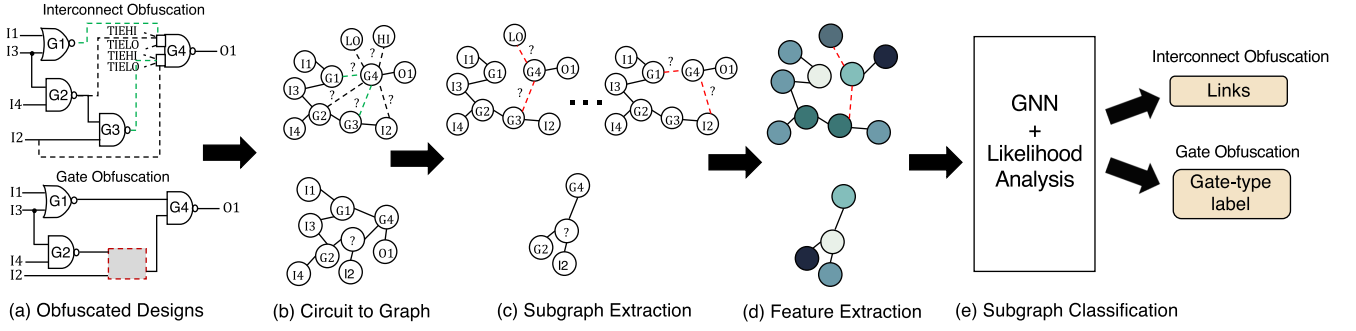 Interconnect Obfuscation
I1
I3
G1
TIEHI
TIELO
TIEHI
TIELO
G4
O1
G2
I4
G3
I2
Gate Obfuscation
I1
I3
G1
G4
O1
G2
I4
I2
(a) Obfuscated Designs
LO
HI
?
I1
G1
?
G4
O1
I3
?
?
?
G2
G3
I2
I4
I1
G1
I3
G4
?
G2
O1
I4
I2
(b) Circuit to Graph
LO
?
I1
G1
G4
O1
I3
?
G2
G3
I2
I4
...
?
I1
G1
G4
O1
I3
?
G2
G3
I2
I4
G4
?
G2
I2
(c) Subgraph Extraction
(d) Feature Extraction
GNN
+
Likelihood
Analysis
(e) Subgraph Classification
Interconnect Obfuscation
Links
Gate Obfuscation
Gate-type
label